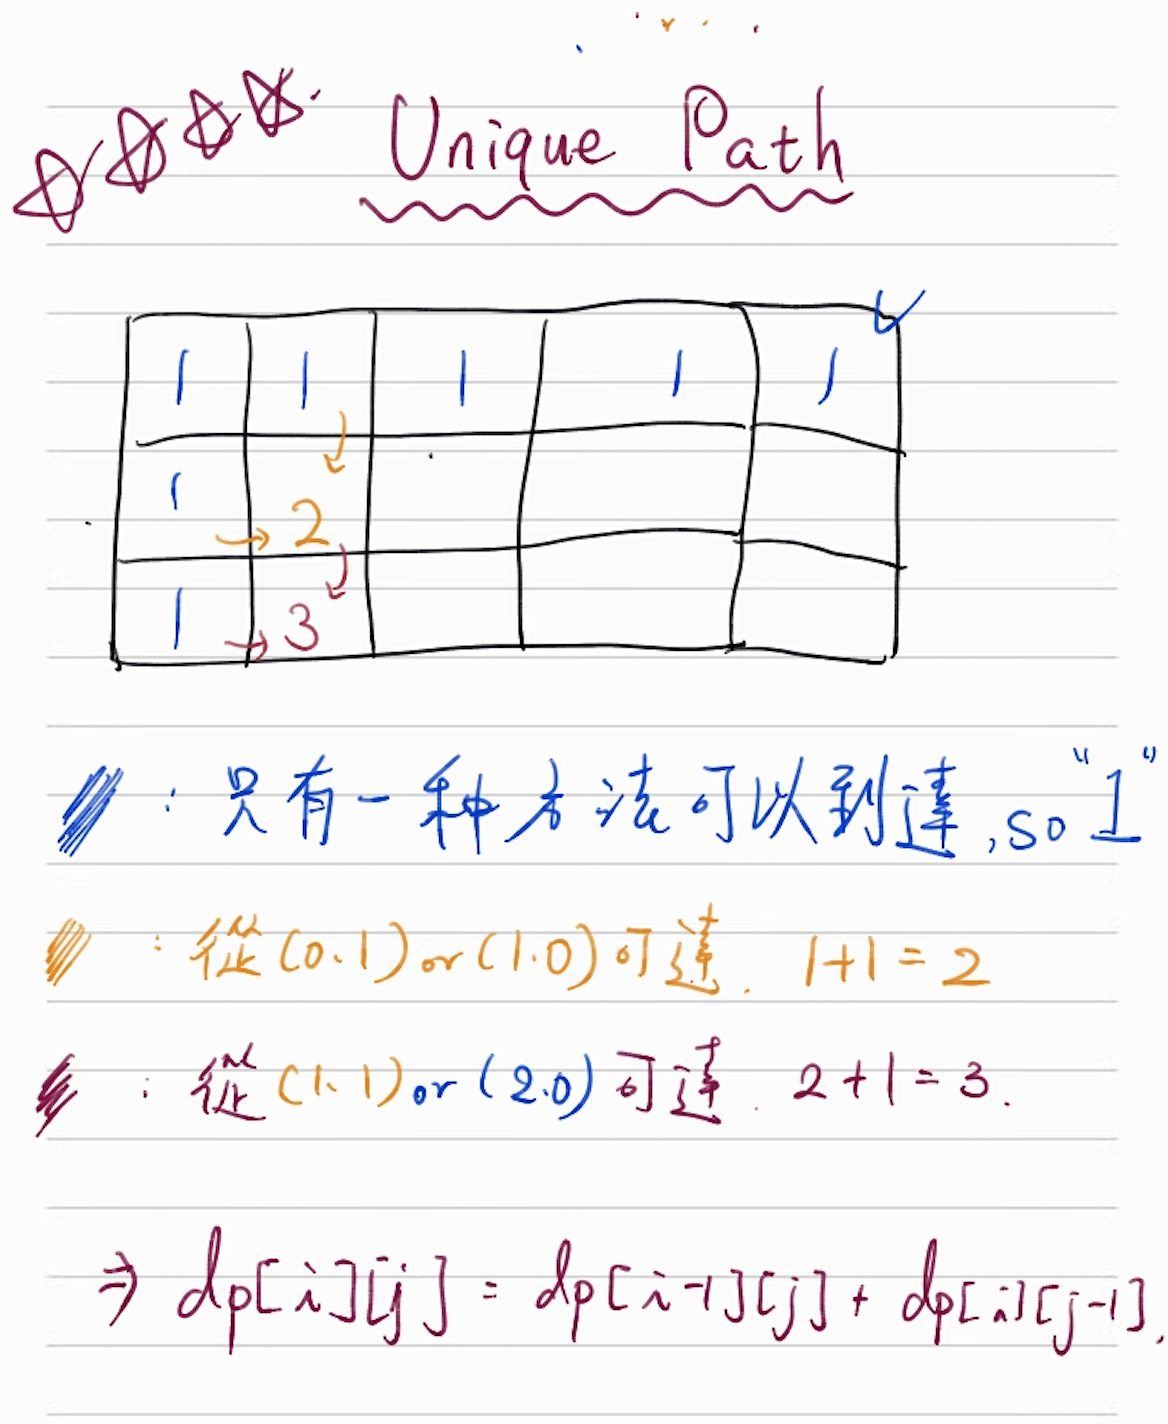 Unique Path
1 1 1 1 1
1 → 2
1 → 3
: 只有一种方法可以到達, so "1"
: 從 (0.1) or (1.0) 可達. 1+1=2
: 從 (1.1) or (2.0) 可達. 2+1=3.
⇒ dp[i][j] = dp[i-1][j] + dp[i][j-1].